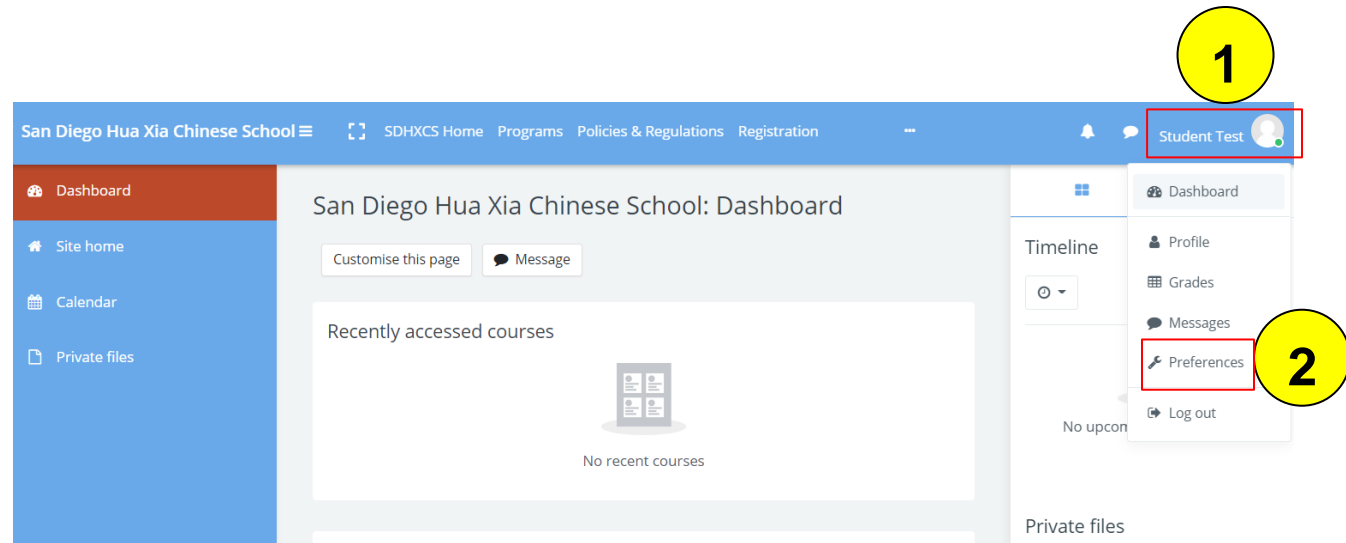 1
San Diego Hua Xia Chinese School
SDHXCS Home Programs Policies & Regulations Registration
Student Test
Dashboard
Site home
Calendar
Private files
San Diego Hua Xia Chinese School: Dashboard
Customise this page
Message
Recently accessed courses
No recent courses
Timeline
No upcom
Private files
Dashboard
Profile
Grades
Messages
Preferences
2
Log out